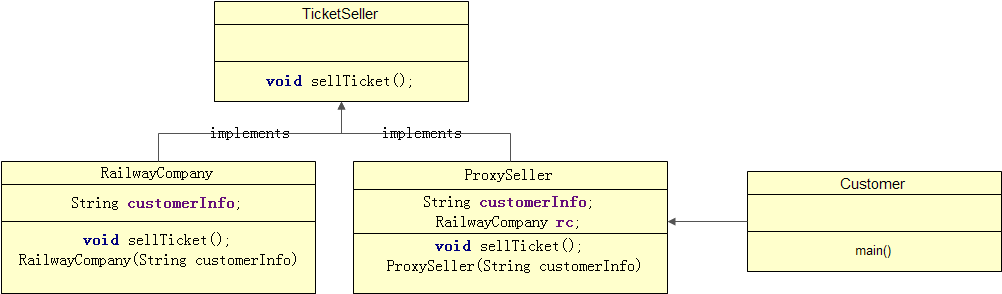 TicketSeller
void sellTicket();
implements
implements
RailwayCompany
String customerInfo;
void sellTicket();
RailwayCompany(String customerInfo)
ProxySeller
String customerInfo;
RailwayCompany rc;
void sellTicket();
ProxySeller(String customerInfo)
Customer
main()